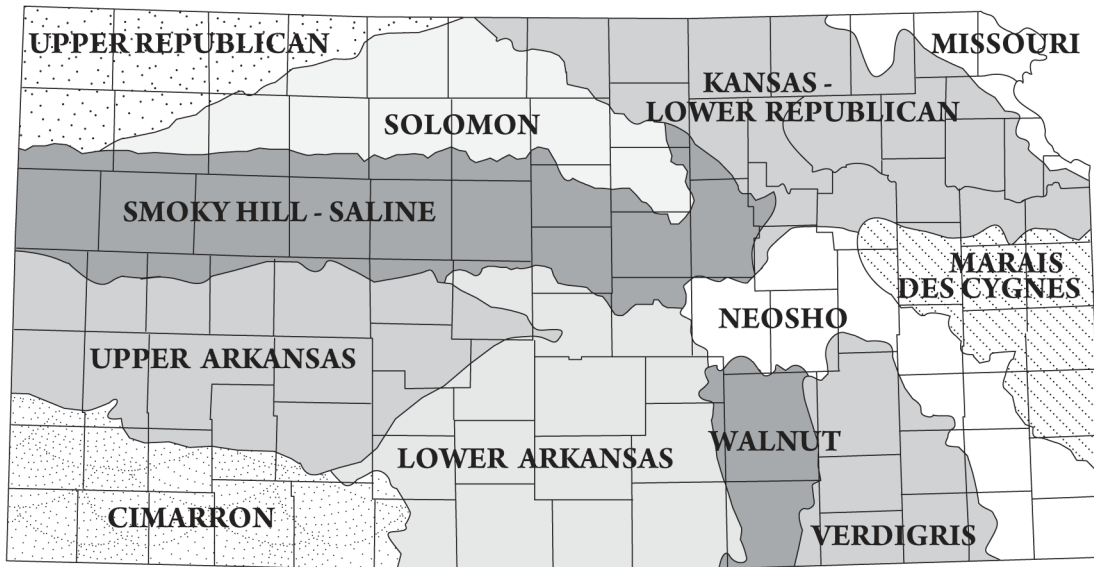 UPPER REPUBLICAN
MISSOURI
KANSAS -
LOWER REPUBLICAN
SOLOMON
SMOKY HILL - SALINE
MARAIS
DES CYGNES
NEOSHO
UPPER ARKANSAS
WALNUT
LOWER ARKANSAS
CIMARRON
VERDIGRIS